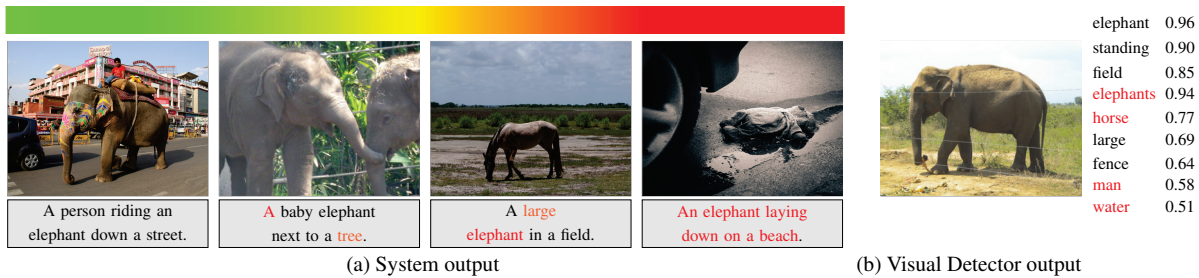 A person riding an
elephant down a street.
A baby elephant
next to a tree.
A large
elephant in a field.
An elephant laying
down on a beach.
(a) System output
elephant 0.96
standing 0.90
field 0.85
elephants 0.94
horse 0.77
large 0.69
fence 0.64
man 0.58
water 0.51
(b) Visual Detector output